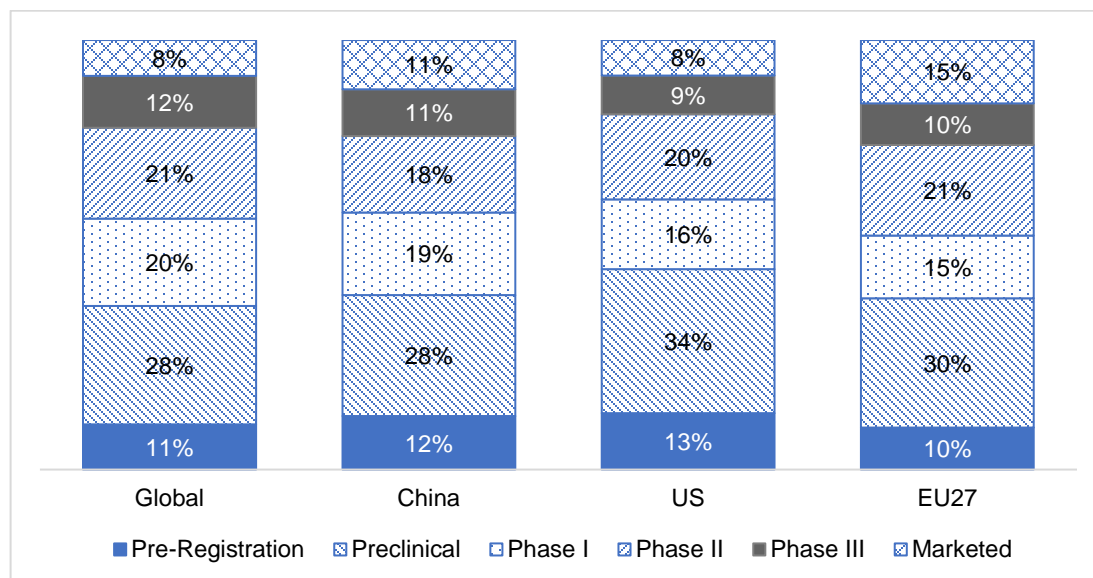 8% 11% 8% 15%
12% 11% 9% 10%
21% 18% 20% 21%
20% 19% 16% 15%
28% 28% 34% 30%
11% 12% 13% 10%
Global China US EU27
Pre-Registration Preclinical Phase I Phase II Phase III Marketed